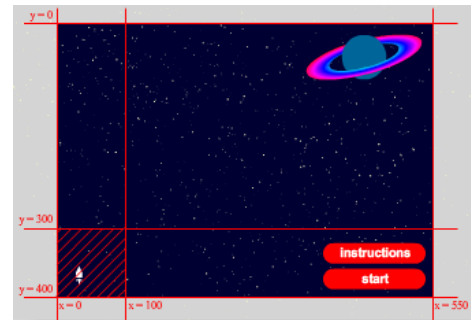 y = 0
y = 300
instructions
start
y = 400
x = 0
x = 100
x = 550